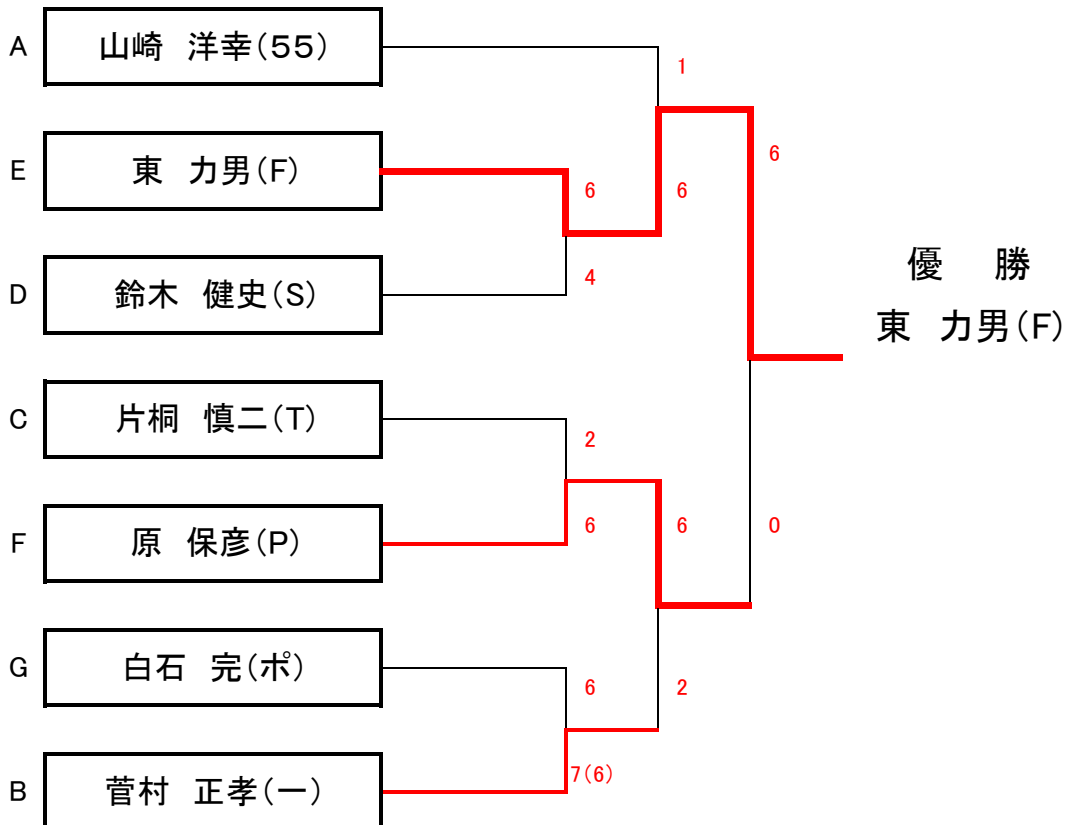 A 山崎 洋幸(55)
1
E 東 力男(F)
6
6 6
D 鈴木 健史(S)
4
優 勝
東 力男(F)
C 片桐 慎二(T)
2
F 原 保彦(P)
6 6 0
G 白石 完(ポ)
6 2
B 菅村 正孝(一)
7(6)